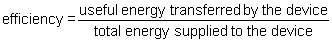 efficiency = useful energy transferred by the device
total energy supplied to the device